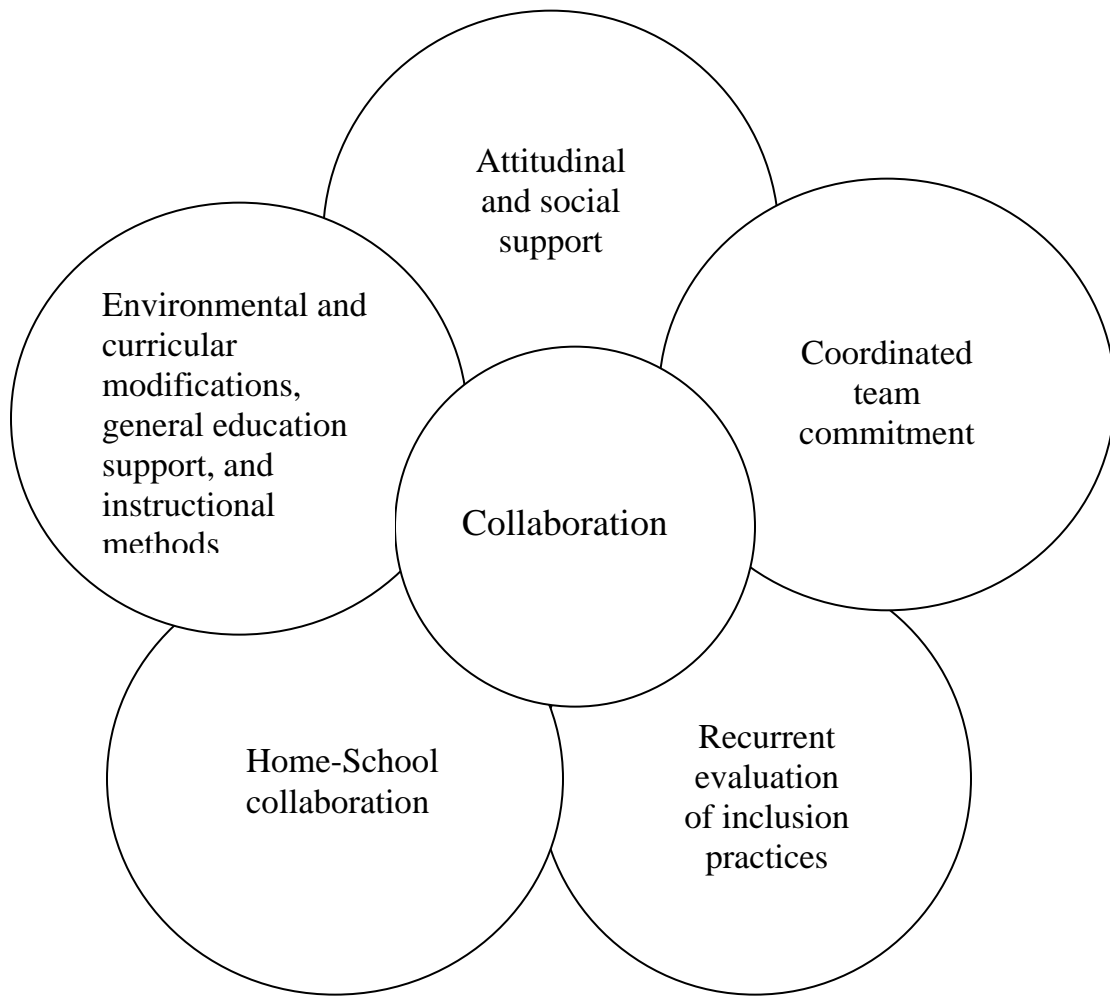 Attitudinal
and social
support
Environmental and
curricular
modifications,
general education
support, and
instructional
methods
Coordinated
team
commitment
Collaboration
Home-School
collaboration
Recurrent
evaluation
of inclusion
practices